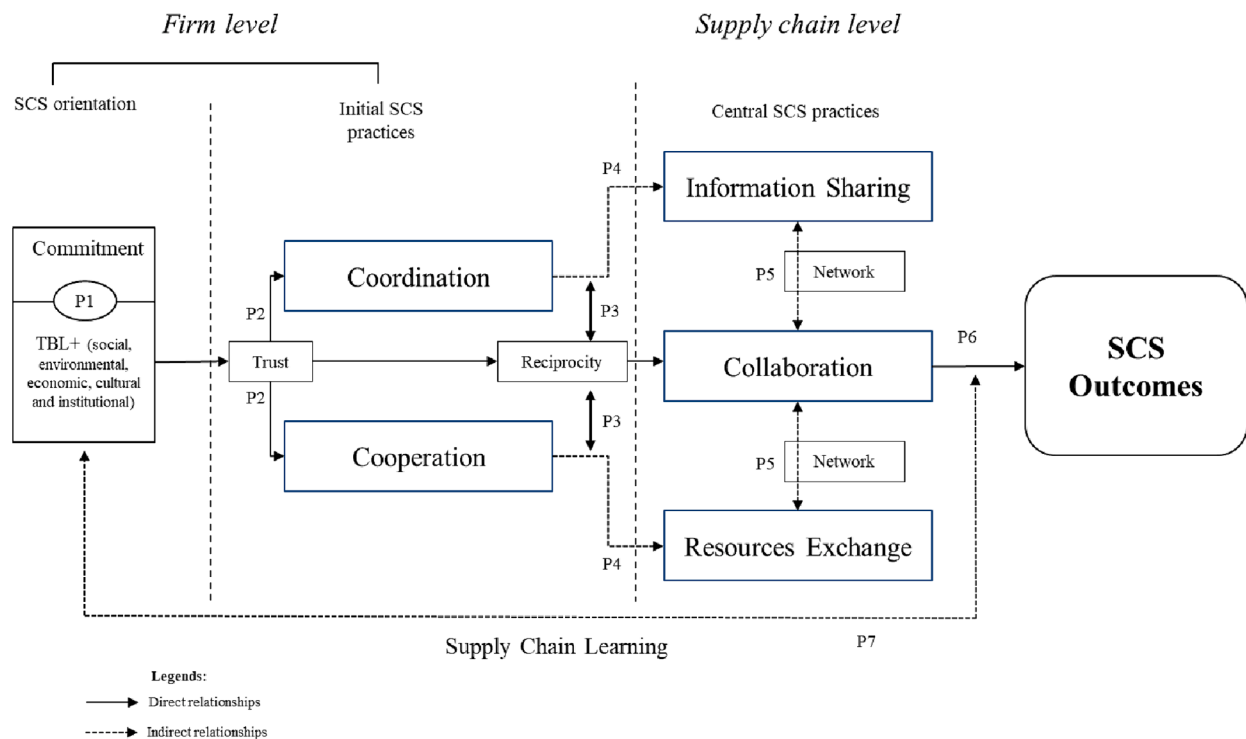 Firm level
Supply chain level
SCS orientation
Initial SCS
practices
Central SCS practices
P4
Information Sharing
Commitment
P1
TBL+ (social,
environmental,
economic, cultural
and institutional)
Coordination
P5
Network
P2
P3
Trust
Reciprocity
Collaboration
P6
SCS
Outcomes
P2
P3
Cooperation
P5
Network
Resources Exchange
P4
Supply Chain Learning
P7
Legends:
Direct relationships
Indirect relationships